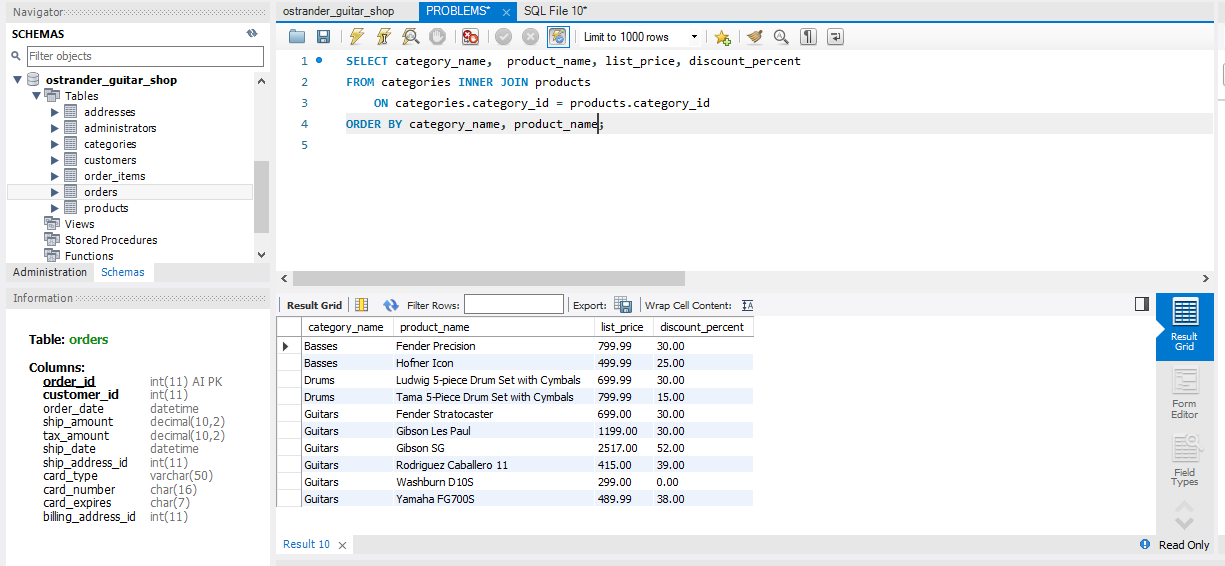 Navigator
SCHEMAS
Filter objects
ostrander_guitar_shop
Tables
addresses
administrators
categories
customers
order_items
orders
products
Views
Stored Procedures
Functions
Administration Schemas
Information
Table: orders
Columns:
order_id int(11) AI PK
customer_id int(11)
order_date datetime
ship_amount decimal(10,2)
tax_amount decimal(10,2)
ship_date datetime
ship_address_id int(11)
card_type varchar(50)
card_number char(16)
card_expires char(7)
billing_address_id int(11)
ostrander_guitar_shop PROBLEMS* SQL File 10*
Limit to 1000 rows
1 SELECT category_name,  product_name, list_price, discount_percent
2 FROM categories INNER JOIN products
3     ON categories.category_id = products.category_id
4 ORDER BY category_name, product_name;
5
Result Grid Filter Rows: Export: Wrap Cell Content: IA
category_name product_name list_price discount_percent
Basses Fender Precision 799.99 30.00
Basses Hofner Icon 499.99 25.00
Drums Ludwig 5-piece Drum Set with Cymbals 699.99 30.00
Drums Tama 5-Piece Drum Set with Cymbals 799.99 15.00
Guitars Fender Stratocaster 699.00 30.00
Guitars Gibson Les Paul 1199.00 30.00
Guitars Gibson SG 2517.00 52.00
Guitars Rodriguez Caballero 11 415.00 39.00
Guitars Washburn D10S 299.00 0.00
Guitars Yamaha FG700S 489.99 38.00
Result 10
Result
Grid
Form
Editor
Field
Types
Read Only